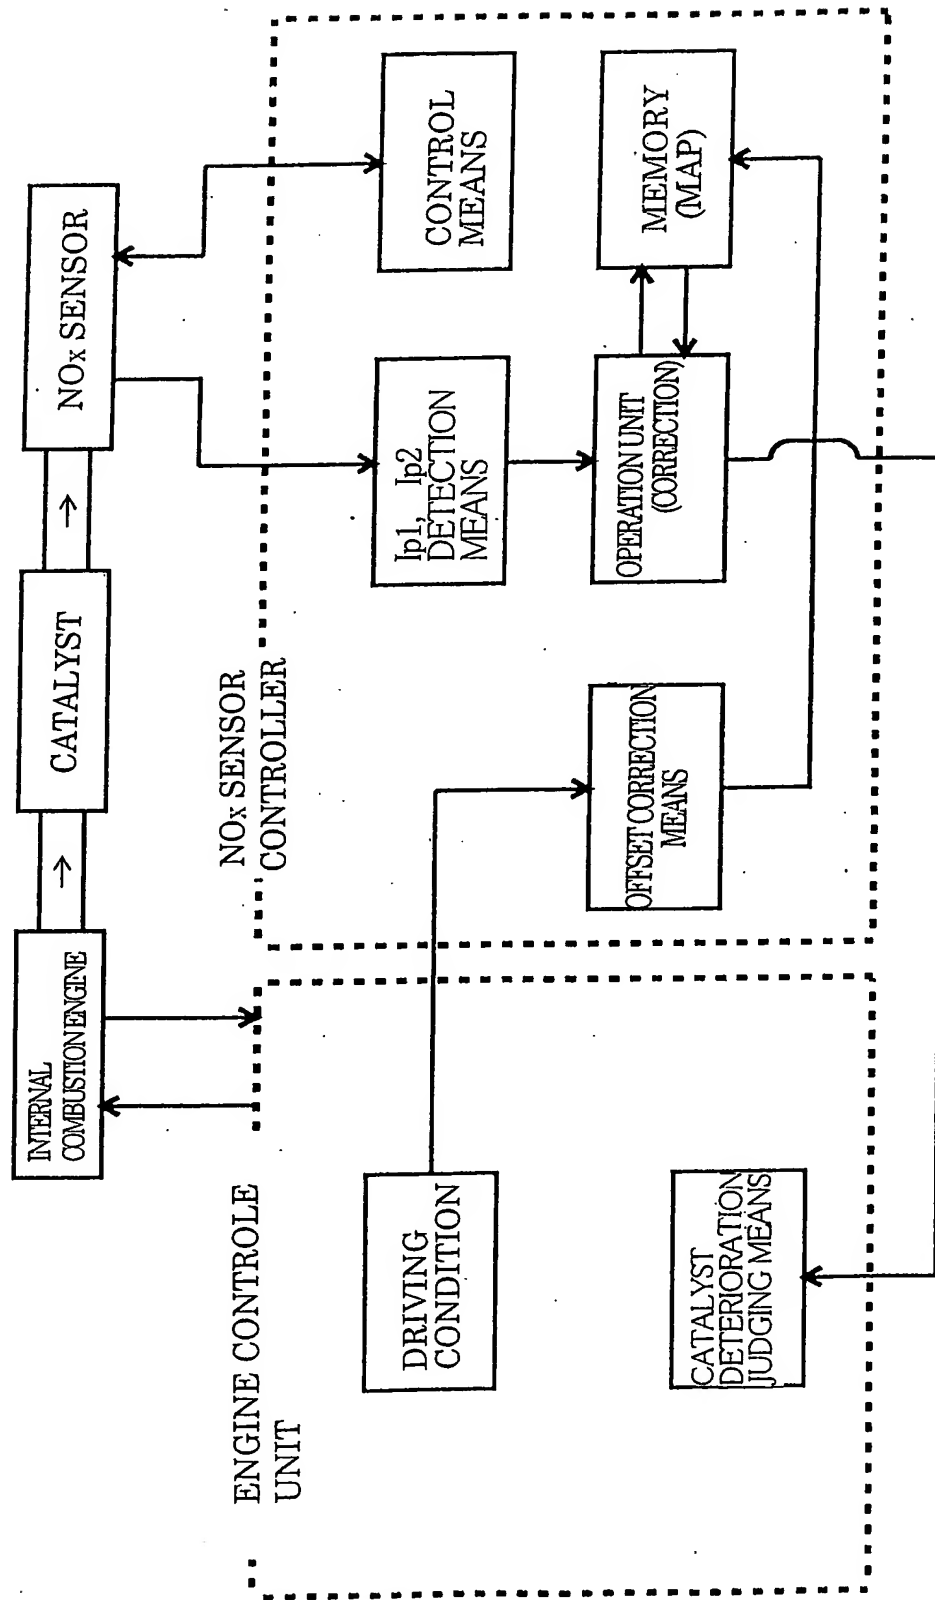 INTERNAL
COMBUSTION ENGINE
CATALYST
NOx SENSOR
ENGINE CONTROLE
UNIT
NOx SENSOR
CONTROLLER
DRIVING
CONDITION
Ip1, Ip2
DETECTION
MEANS
CONTROL
MEANS
CATALYST
DETERIORATION
JUDGING MEANS
OFFSET CORRECTION
MEANS
OPERATION UNIT
(CORRECTION)
MEMORY
(MAP)